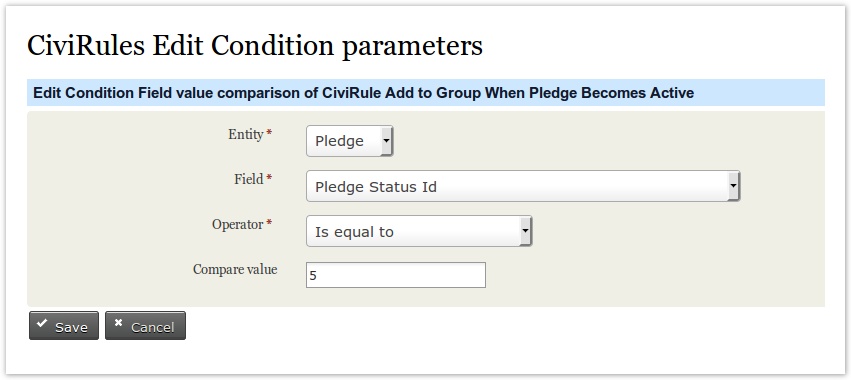 CiviRules Edit Condition parameters
Edit Condition Field value comparison of CiviRule Add to Group When Pledge Becomes Active
Entity * Pledge
Field * Pledge Status Id
Operator * Is equal to
Compare value 5
Save Cancel